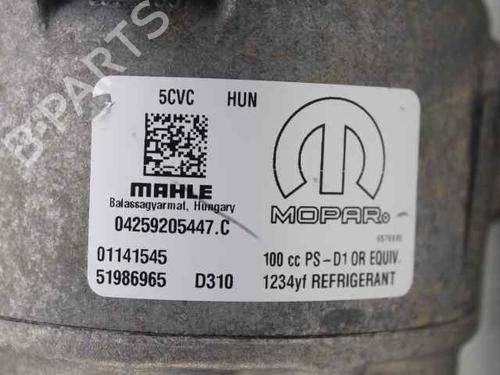 B-PARTS
5CVC HUN
MAHLE
Balassagyarmat, Hungary
04259205447.C
01141545
51986965 D310
MOPAR®
100 cc PS-D1 OR EQUIV.
1234yf REFRIGERANT